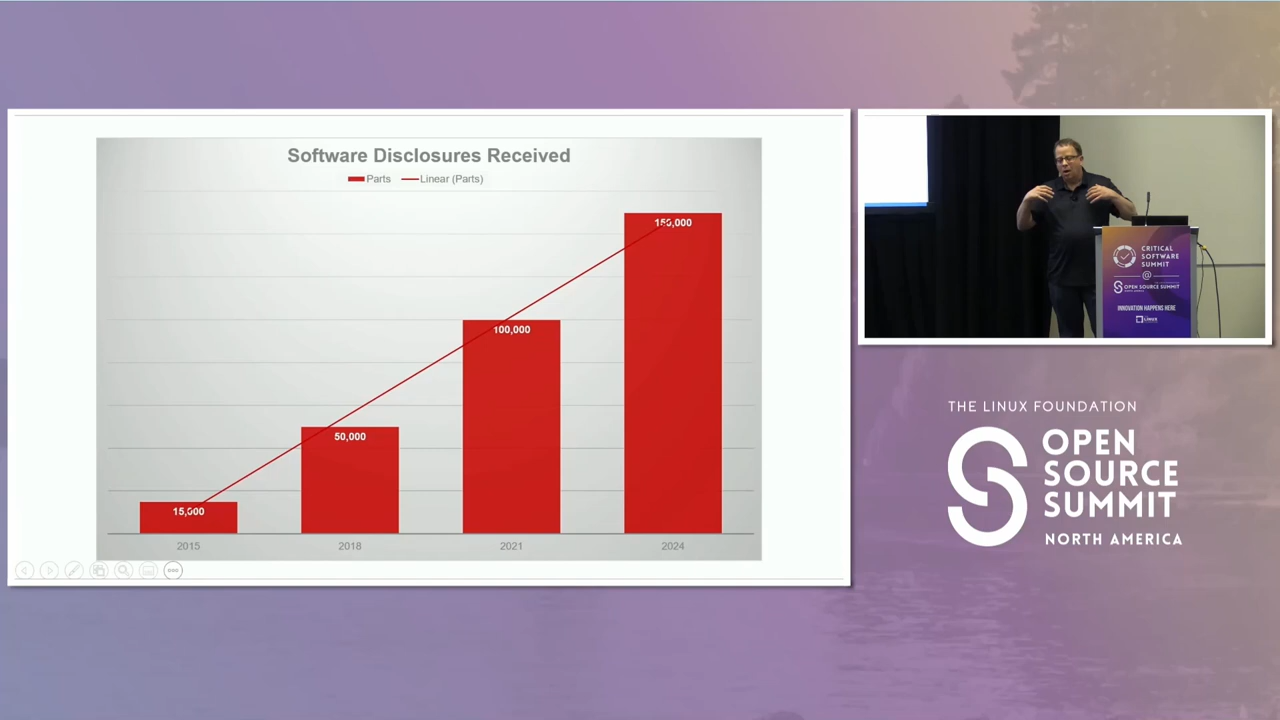 Software Disclosures Received
Parts
Linear (Parts)
150,000
100,000
50,000
15,000
2015
2018
2021
2024
CRITICAL
SOFTWARE
SUMMIT
@
OPEN SOURCE SUMMIT
INNOVATION HAPPENS HERE
LINUX
THE LINUX FOUNDATION
OPEN
SOURCE
SUMMIT
NORTH AMERICA